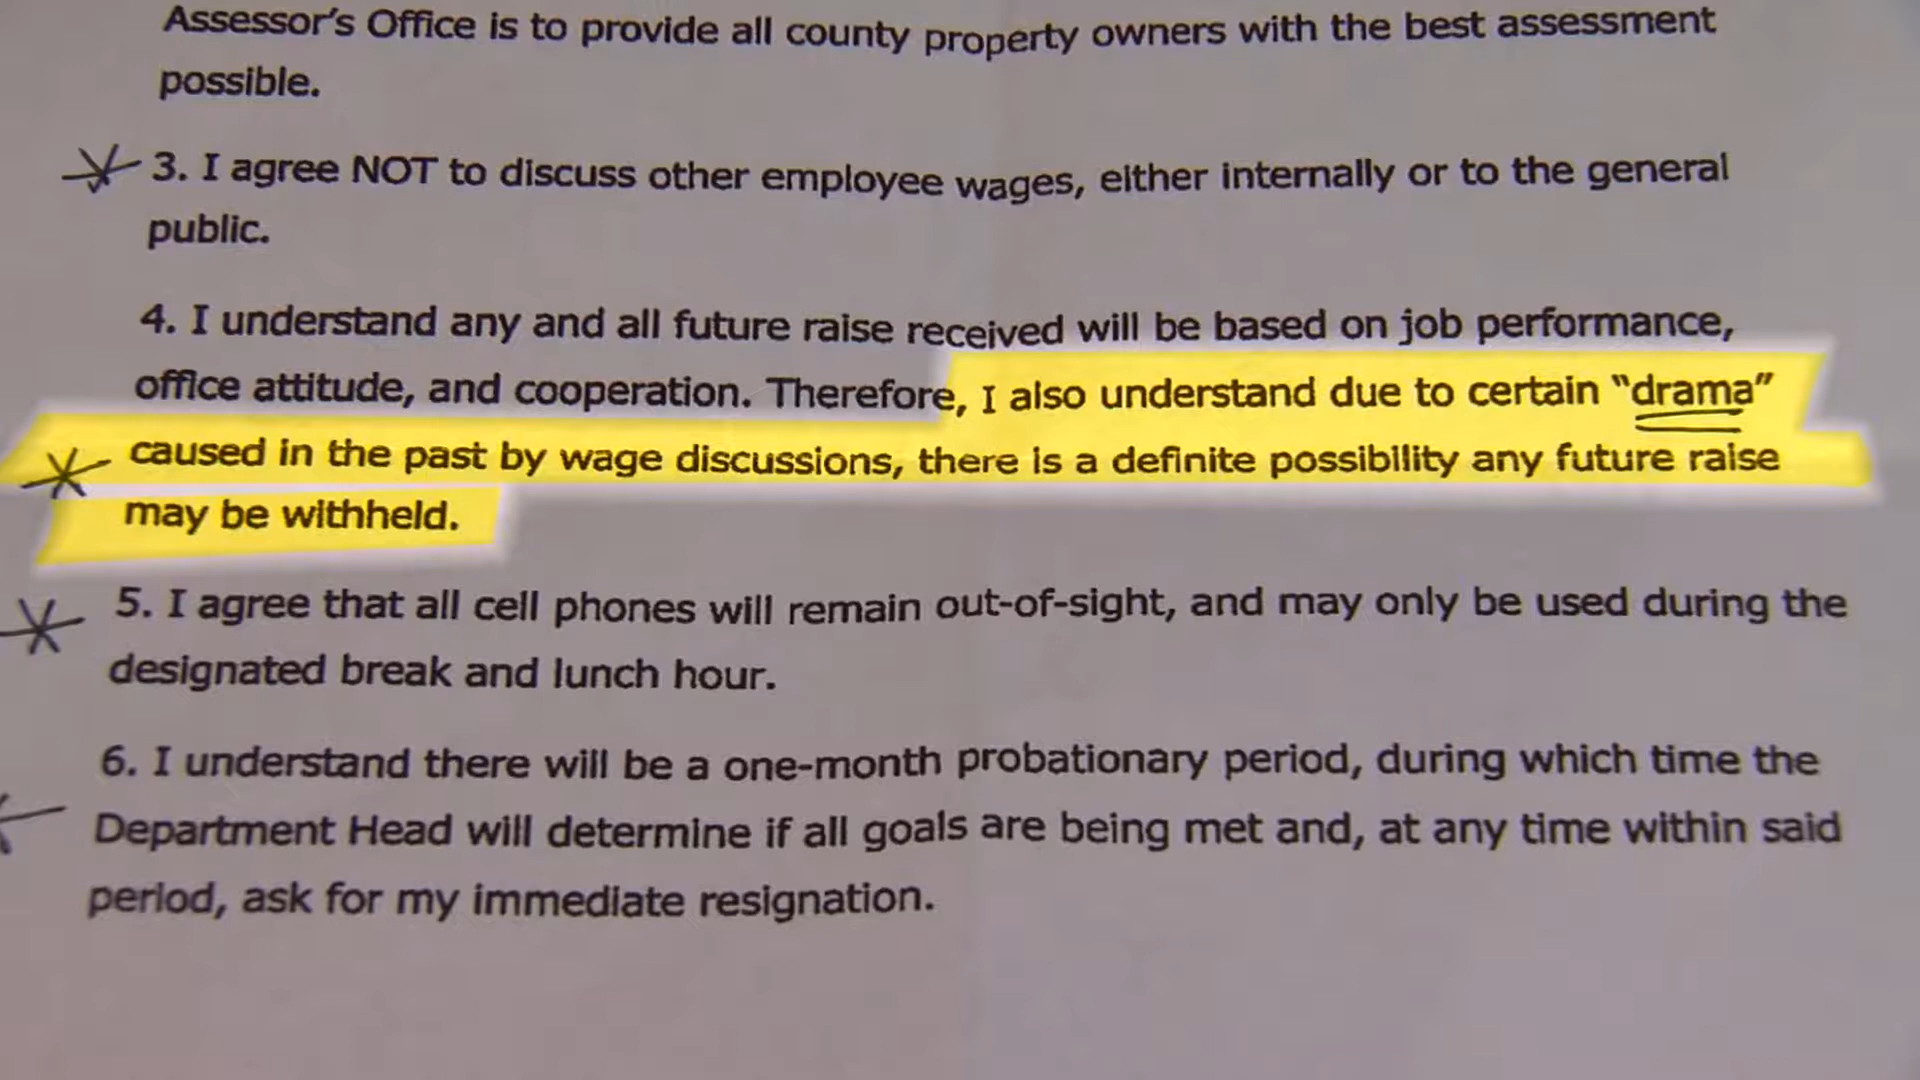 Assessor's Office is to provide all county property owners with the best assessment
possible.
3. I agree NOT to discuss other employee wages, either internally or to the general
public.
4. I understand any and all future raise received will be based on job performance,
office attitude, and cooperation. Therefore, I also understand due to certain "drama"
caused in the past by wage discussions, there is a definite possibility any future raise
may be withheld.
5. I agree that all cell phones will remain out-of-sight, and may only be used during the
designated break and lunch hour.
6. I understand there will be a one-month probationary period, during which time the
Department Head will determine if all goals are being met and, at any time within said
period, ask for my immediate resignation.